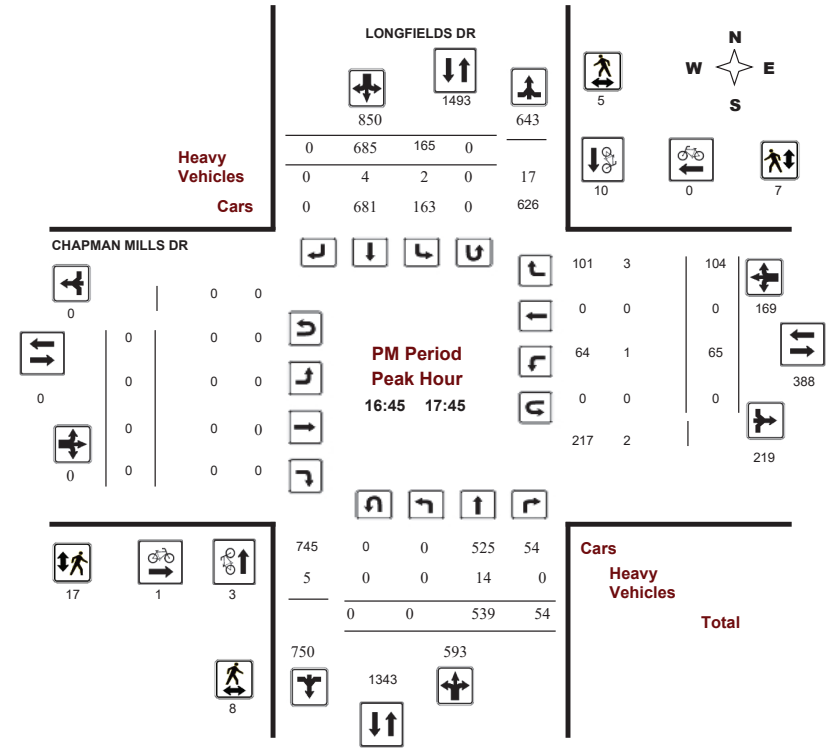 LONGFIELDS DR
N
W E
S
1493
5
850 643
0 685 165 0
Heavy
Vehicles 0 4 2 0 17
Cars 0 681 163 0 626
10 0 7
CHAPMAN MILLS DR
0 0 0
101 3 104
0 0 0 169
0 0 0
PM Period
Peak Hour
16:45 17:45
64 1 65
388
0
0 0 0
0 0 0
0 0 0
217 2
219
0
0 0 0
745 0 0 525 54 Cars
5 0 0 14 0 Heavy
Vehicles
0 0 539 54 Total
17 1 3
750 593
1343
8